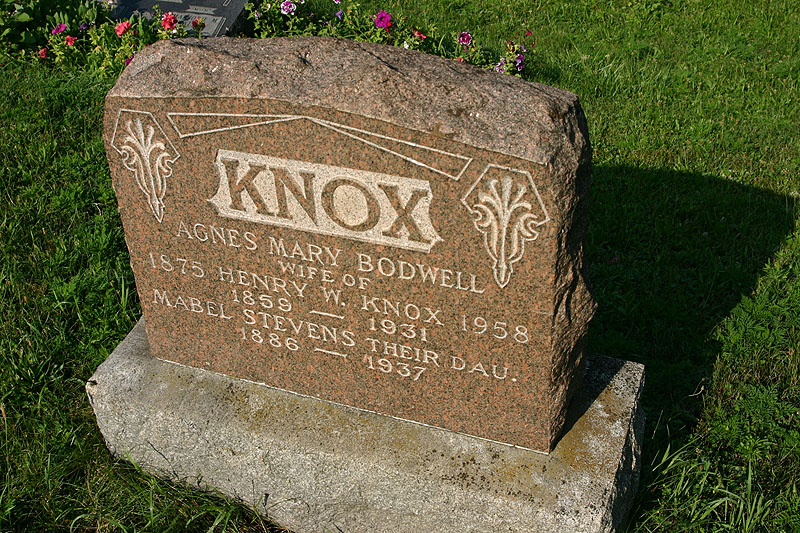 KNOX
AGNES MARY BODWELL
WIFE OF
1875 HENRY W. KNOX 1958
1859 — 1931
MABEL STEVENS THEIR DAU.
1886 — 1937